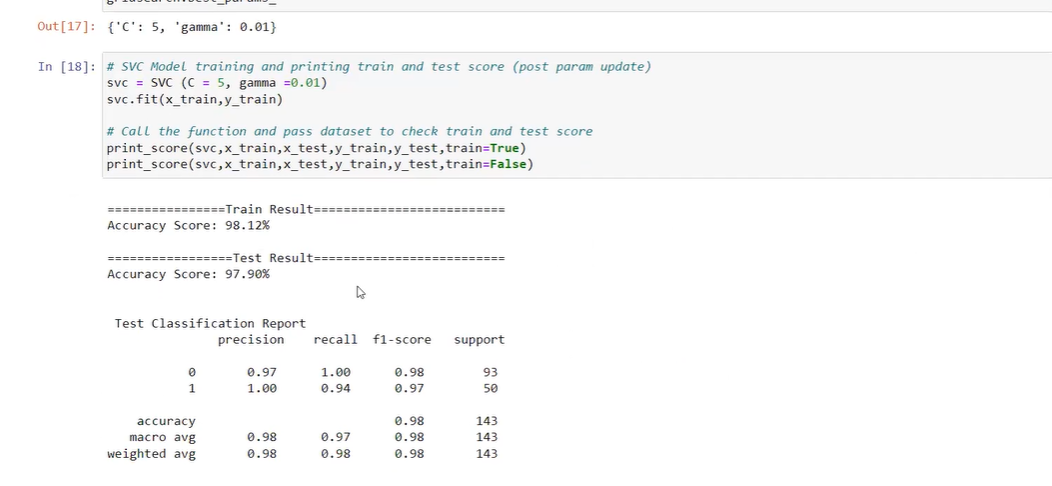 Out[17]: {'C': 5, 'gamma': 0.01}
In [18]: # SVC Model training and printing train and test score (post param update)
svc = SVC (C = 5, gamma =0.01)
svc.fit(x_train,y_train)
# Call the function and pass dataset to check train and test score
print_score(svc,x_train,x_test,y_train,y_test,train=True)
print_score(svc,x_train,x_test,y_train,y_test,train=False)
================Train Result==========================
Accuracy Score: 98.12%
=================Test Result==========================
Accuracy Score: 97.90%
Test Classification Report
precision recall f1-score support
0 0.97 1.00 0.98 93
1 1.00 0.94 0.97 50
accuracy 0.98 143
macro avg 0.98 0.97 0.98 143
weighted avg 0.98 0.98 0.98 143